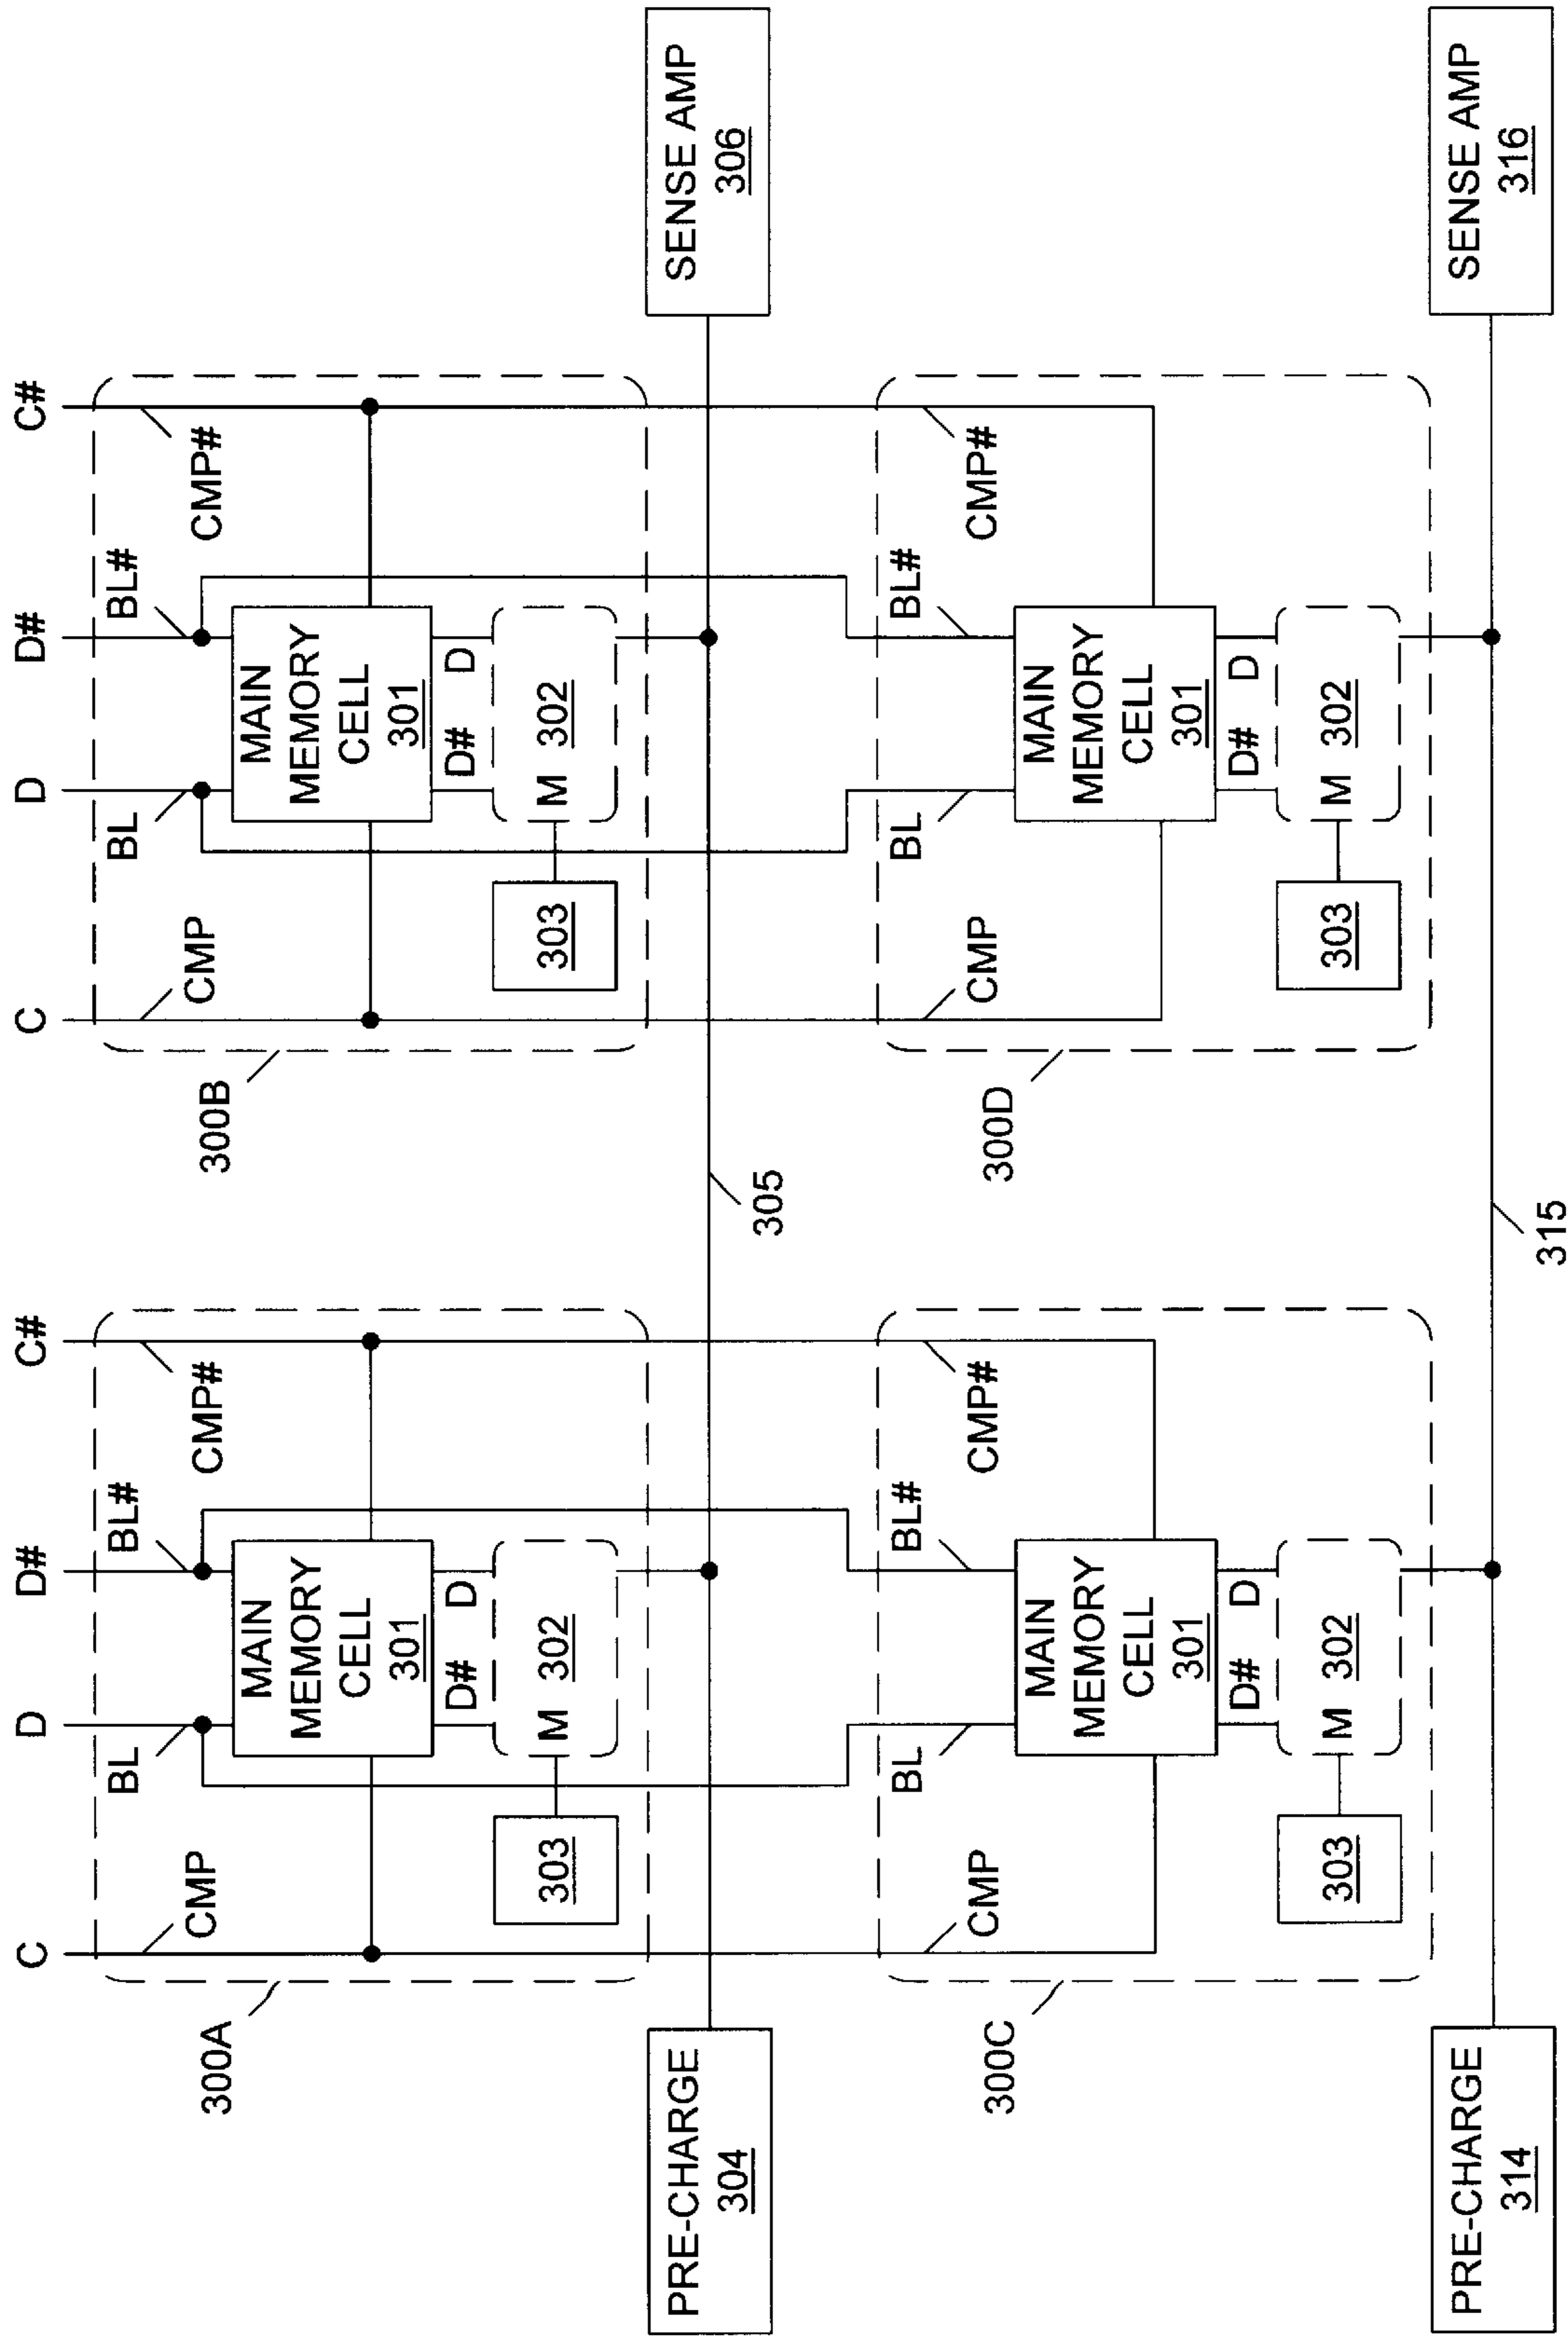 C
D
D#
C#
C
D
D#
C#
300A
CMP
BL
BL#
CMP#
300B
CMP
BL
BL#
CMP#
MAIN
MEMORY
CELL
301
MAIN
MEMORY
CELL
301
D#
D
D#
D
303
M
302
303
M
302
PRE-CHARGE
304
305
SENSE AMP
306
300C
CMP
BL
BL#
CMP#
300D
CMP
BL
BL#
CMP#
MAIN
MEMORY
CELL
301
MAIN
MEMORY
CELL
301
D#
D
D#
D
303
M
302
303
M
302
PRE-CHARGE
314
315
SENSE AMP
316